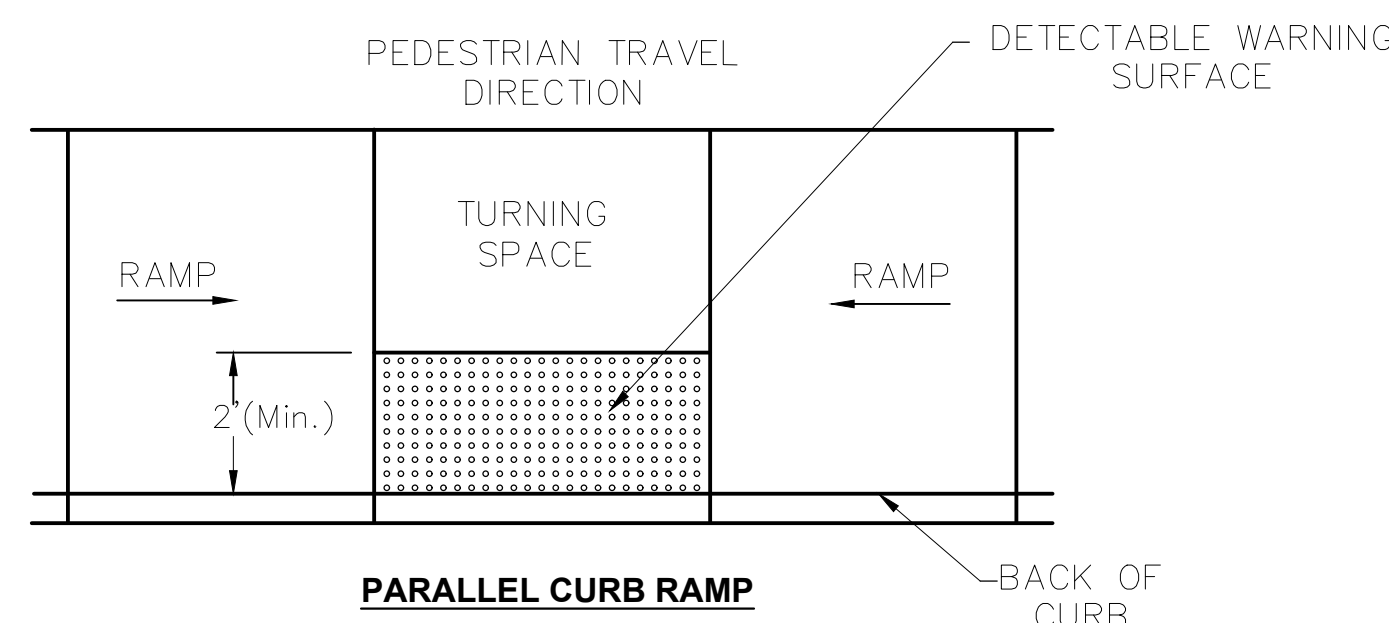 PEDESTRIAN TRAVEL
DIRECTION
DETECTABLE WARNING
SURFACE
TURNING
SPACE
RAMP
RAMP
2'(Min.)
BACK OF
CURB
PARALLEL CURB RAMP